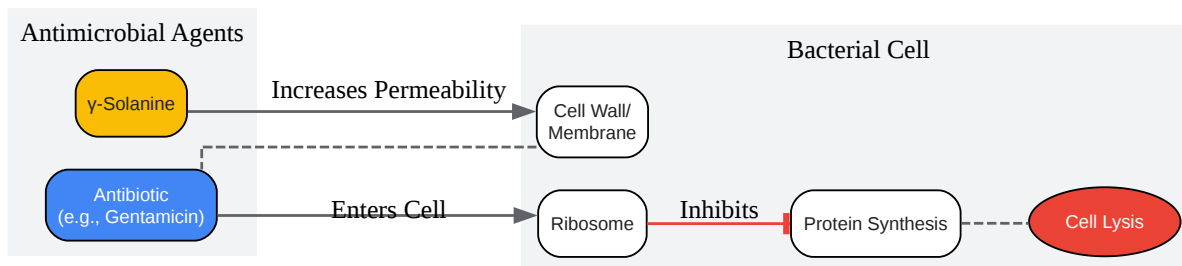 Antimicrobial Agents
γ-Solanine
Antibiotic
(e.g., Gentamicin)
Increases Permeability
Enters Cell
Bacterial Cell
Cell Wall/
Membrane
Ribosome
Inhibits
Protein Synthesis
Cell Lysis